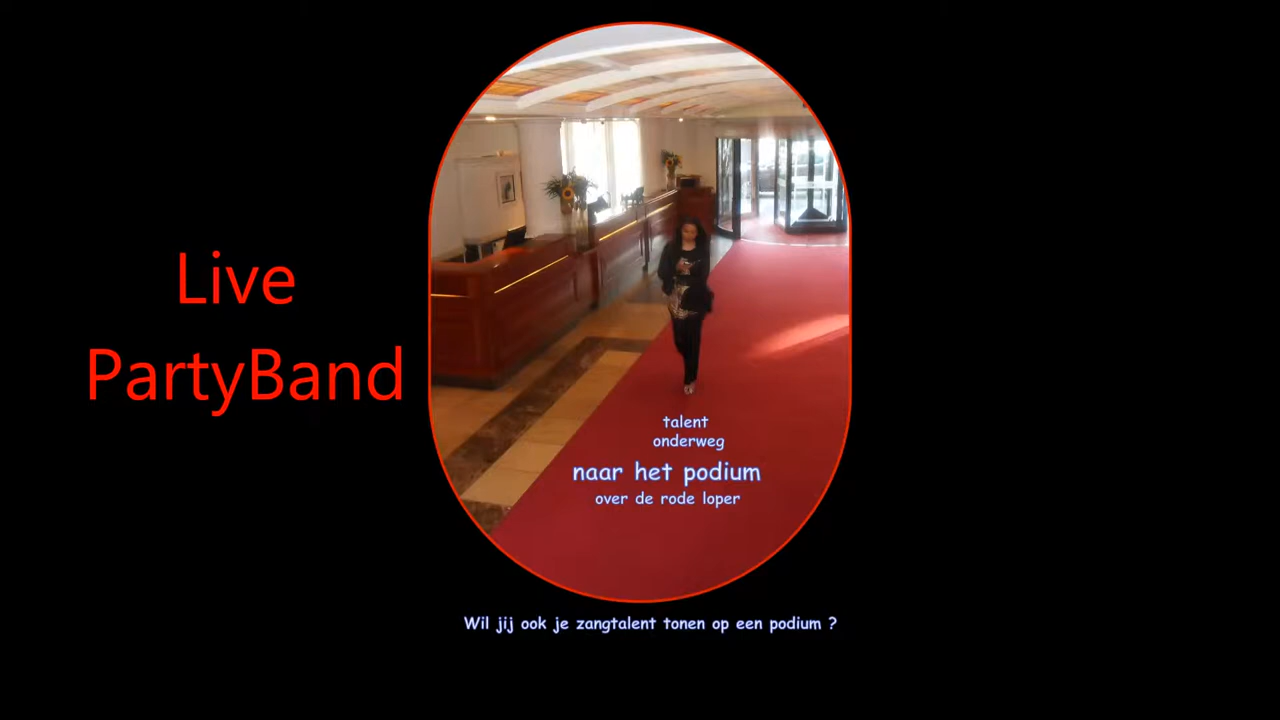 Live
PartyBand
talent
onderweg
naar het podium
over de rode loper
Wil jij ook je zangtalent tonen op een podium ?